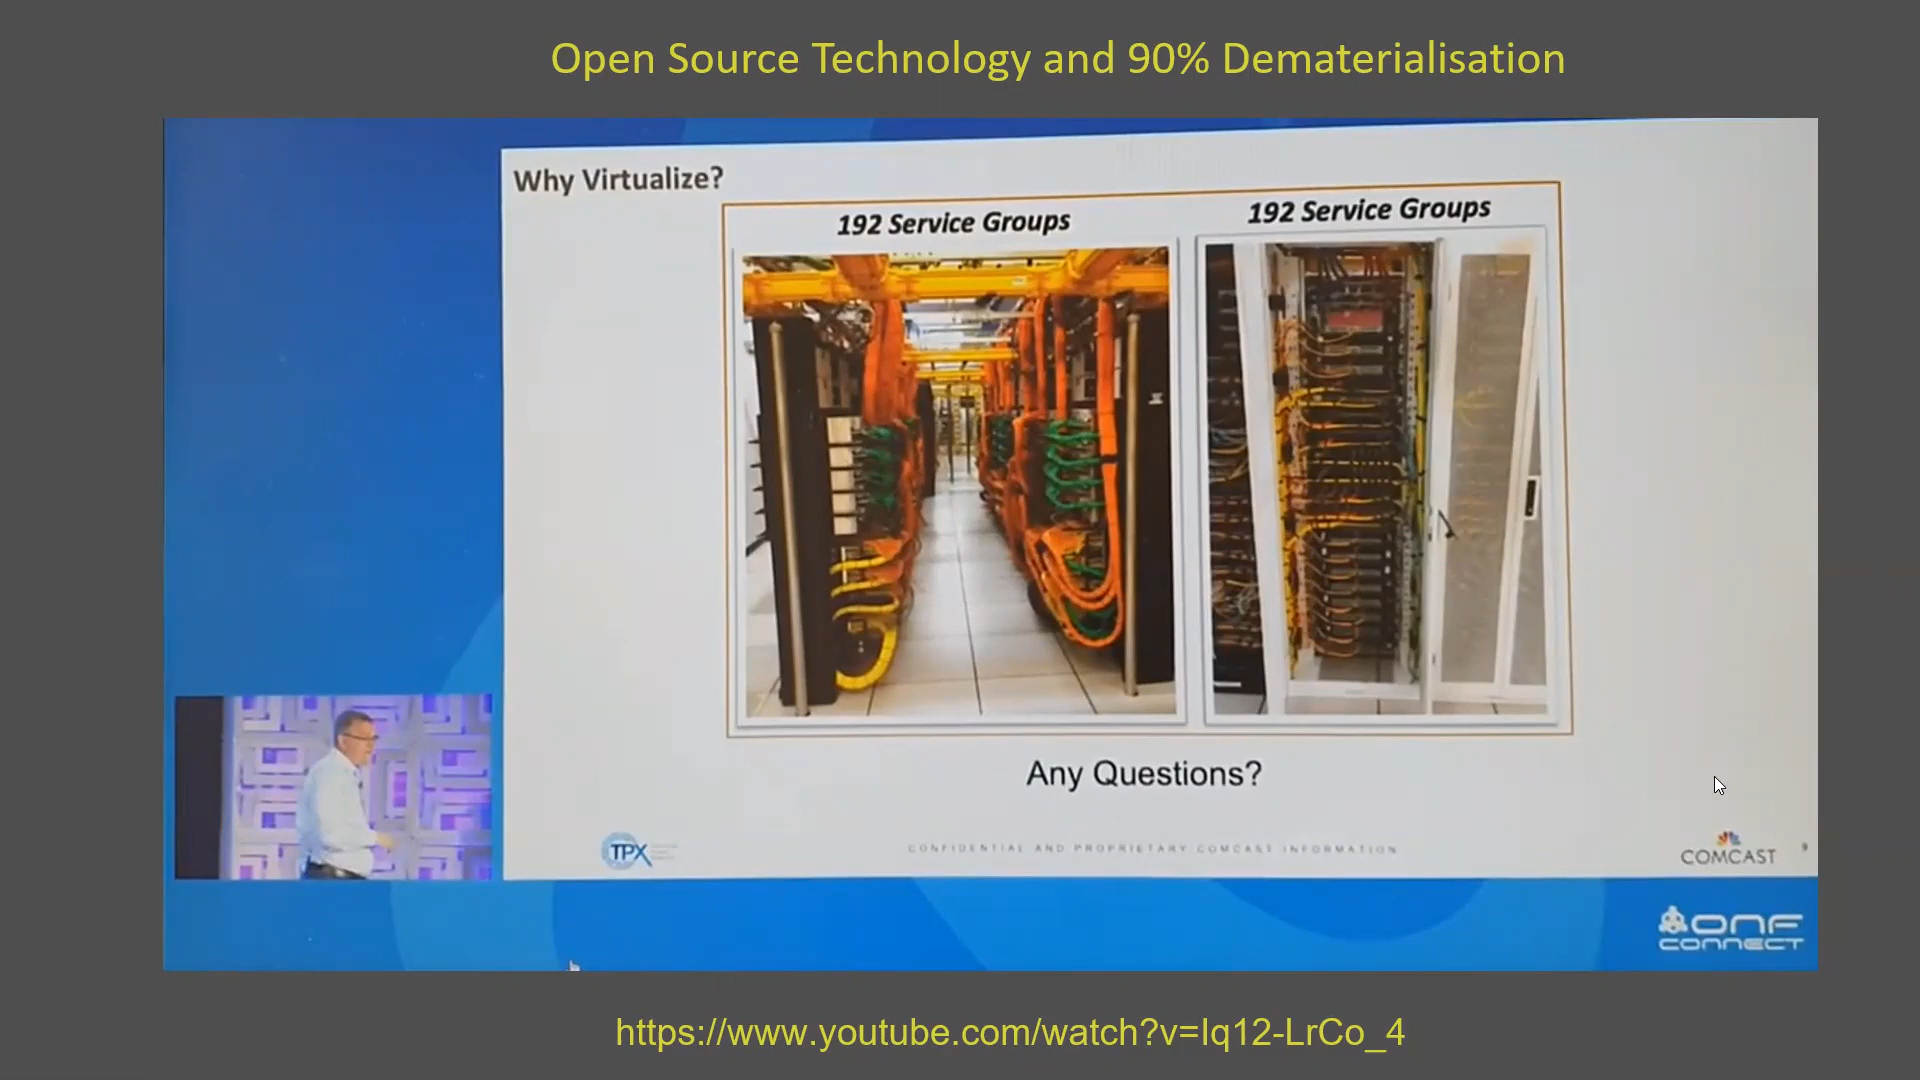 Open Source Technology and 90% Dematerialisation
Why Virtualize?
192 Service Groups
192 Service Groups
Any Questions?
TPX
CONFIDENTIAL AND PROPRIETARY COMCAST INFORMATION
COMCAST
9
ONF
CONNECT
https://www.youtube.com/watch?v=Iq12-LrCo_4